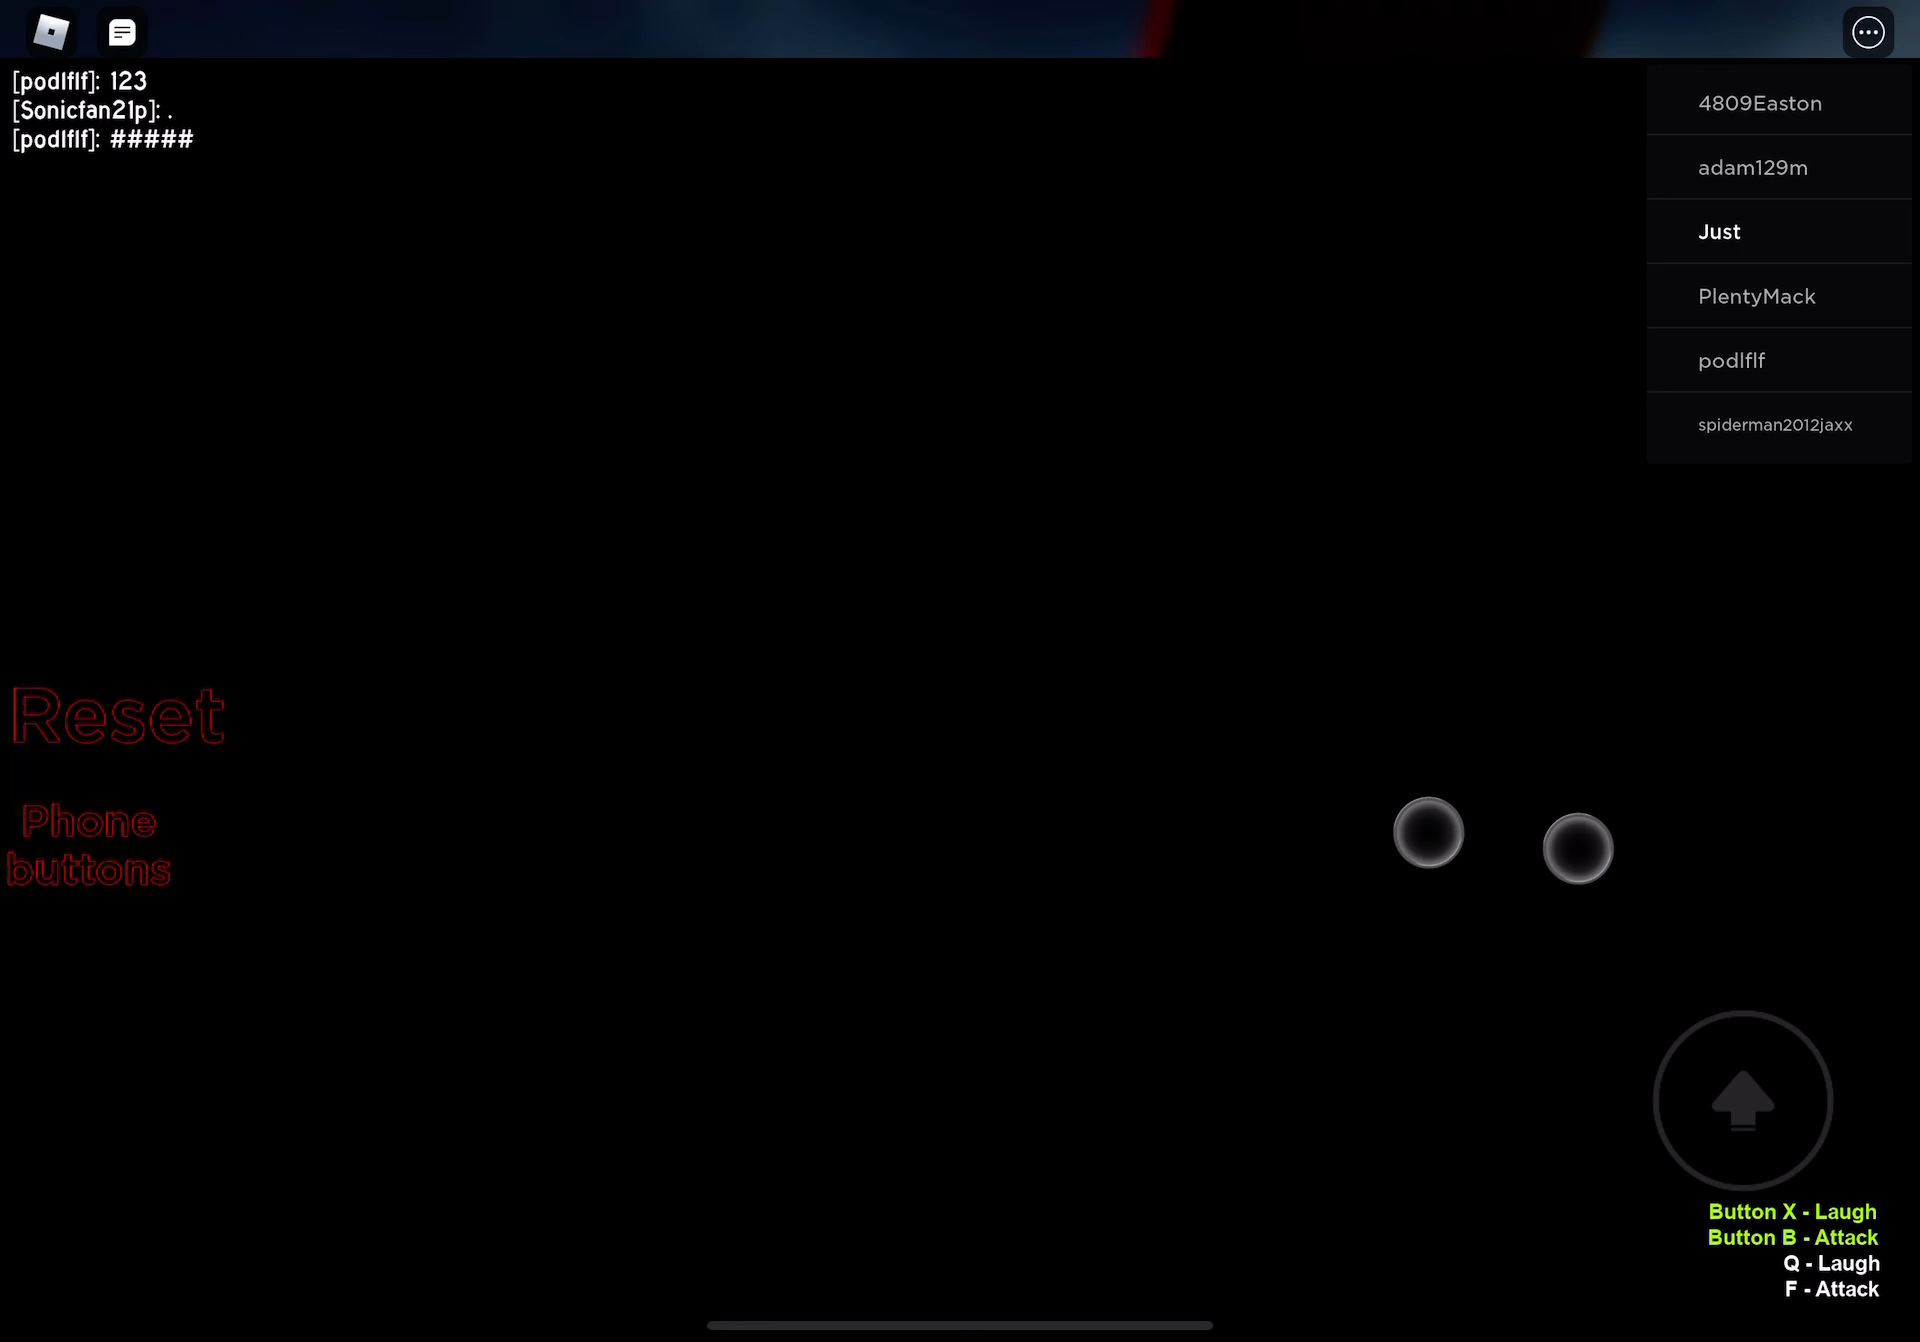 [podlflf]: 123
[Sonicfan21p]: .
[podlflf]: #####
4809Easton
adam129m
Just
PlentyMack
podlflf
spiderman2012jaxx
Reset
Phone
buttons
Button X - Laugh
Button B - Attack
Q - Laugh
F - Attack